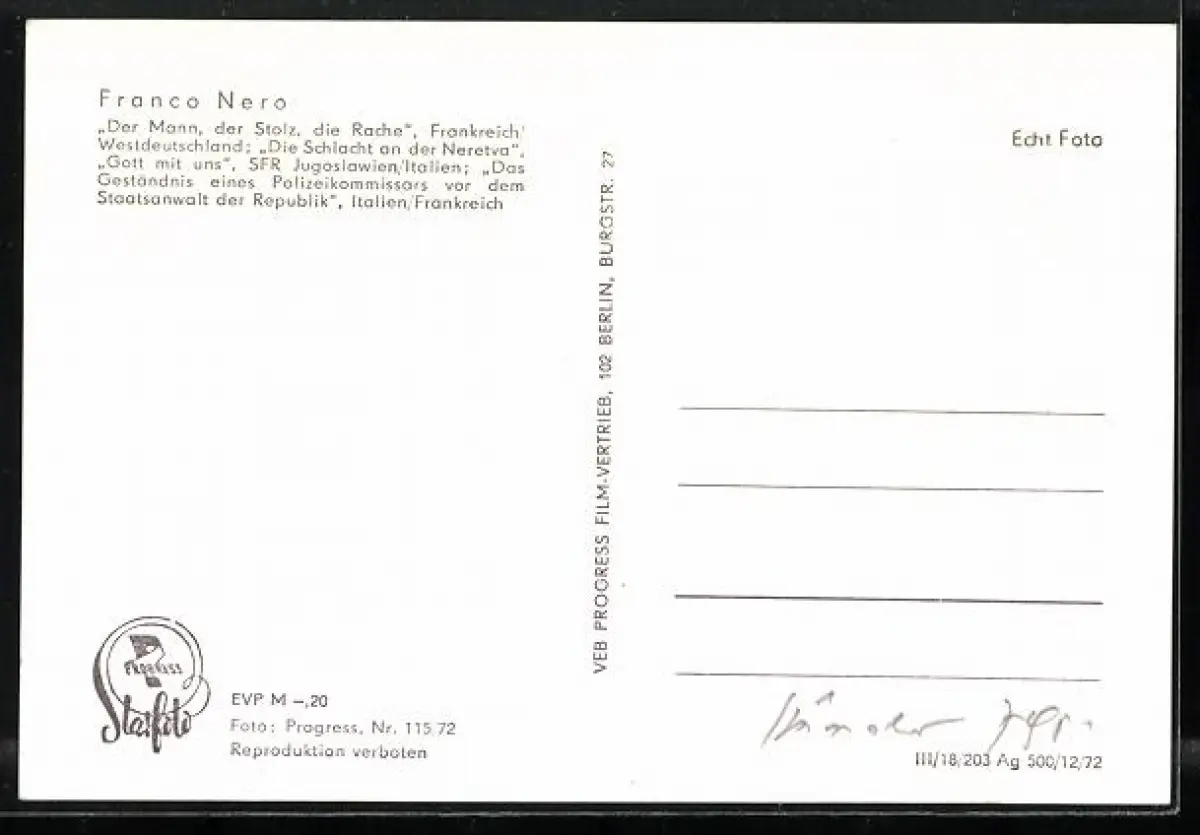 Franco Nero
„Der Mann, der Stolz, die Rache“, Frankreich/
Westdeutschland; „Die Schlacht an der Neretva“,
„Gott mit uns“, SFR Jugoslawien/Italien; „Das
Geständnis eines Polizeikommissars vor dem
Staatsanwalt der Republik“, Italien/Frankreich
PROGRESS
Starfoto
EVP M –,20
Foto: Progress, Nr. 115/72
Reproduktion verboten
VEB PROGRESS FILM-VERTRIEB, 102 BERLIN, BURGSTR. 27
Echt Foto
III/18/203 Ag 500/12/72